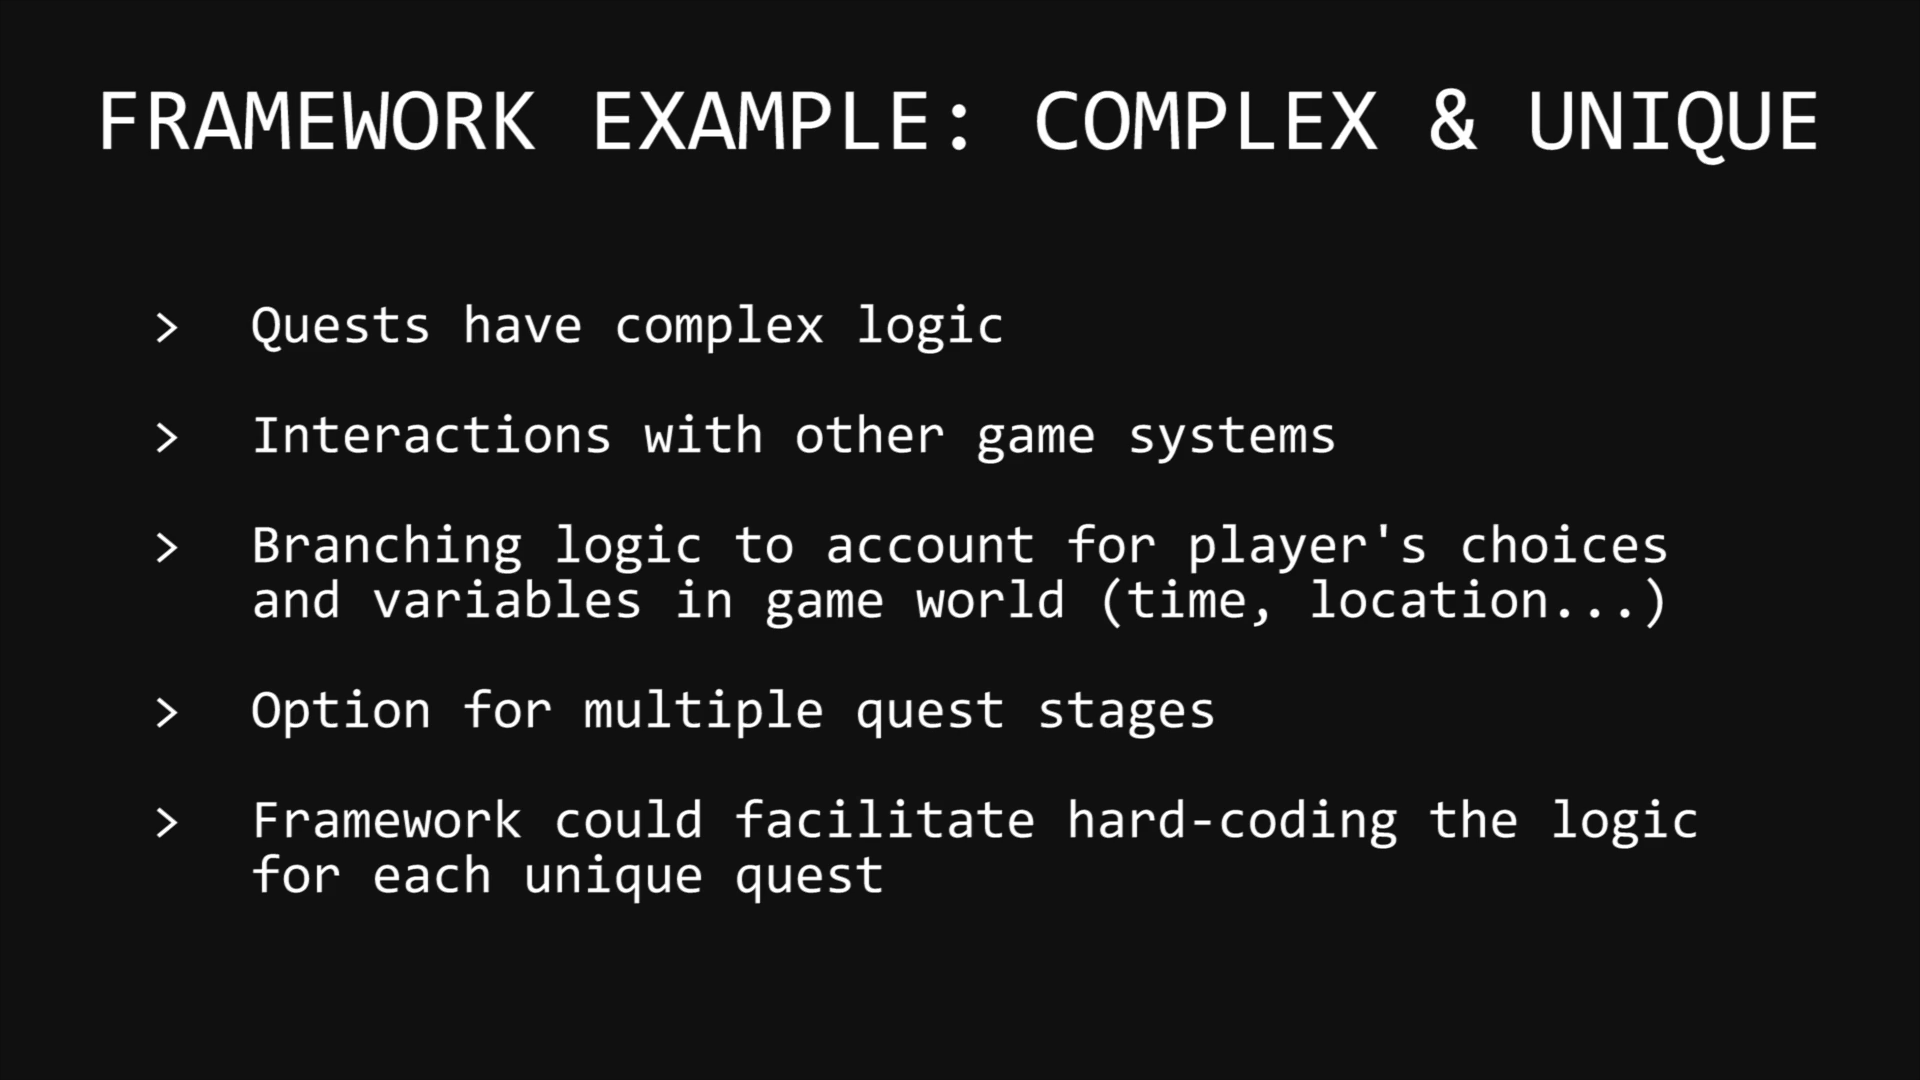 FRAMEWORK EXAMPLE: COMPLEX & UNIQUE
> Quests have complex logic
> Interactions with other game systems
> Branching logic to account for player's choices
and variables in game world (time, location...)
> Option for multiple quest stages
> Framework could facilitate hard-coding the logic
for each unique quest